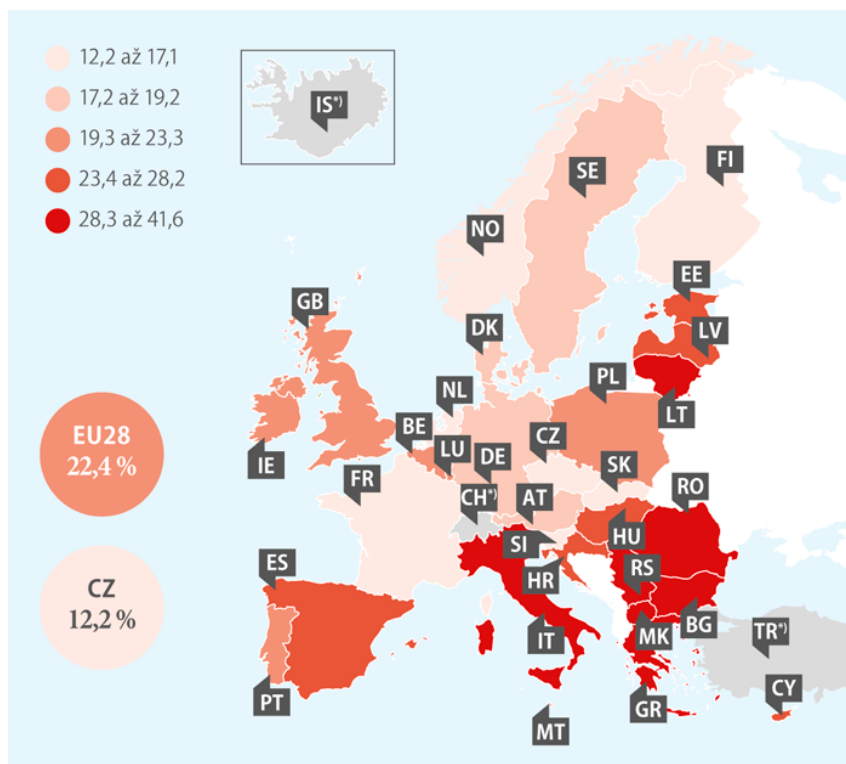 12,2 až 17,1
17,2 až 19,2
19,3 až 23,3
23,4 až 28,2
28,3 až 41,6
IS*)
FI
SE
NO
EE
GB
LV
DK
PL
NL
LT
BE
CZ
EU28
22,4 %
IE
LU
DE
SK
FR
CH*)
AT
RO
SI
HU
ES
HR
RS
CZ
12,2 %
IT
MK
BG
TR*)
PT
GR
CY
MT